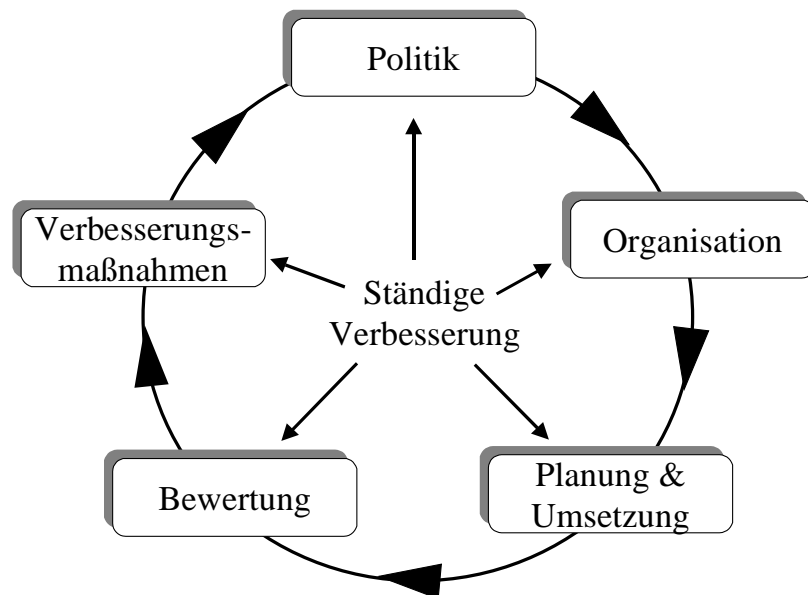 Politik
Verbesserungs-
maßnahmen
Organisation
Ständige
Verbesserung
Bewertung
Planung &
Umsetzung